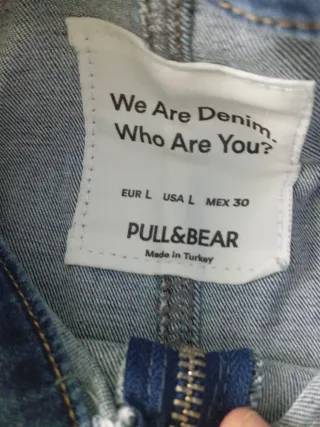 We Are Denim.
Who Are You?
EUR L USA L MEX 30
PULL&BEAR
Made in Turkey